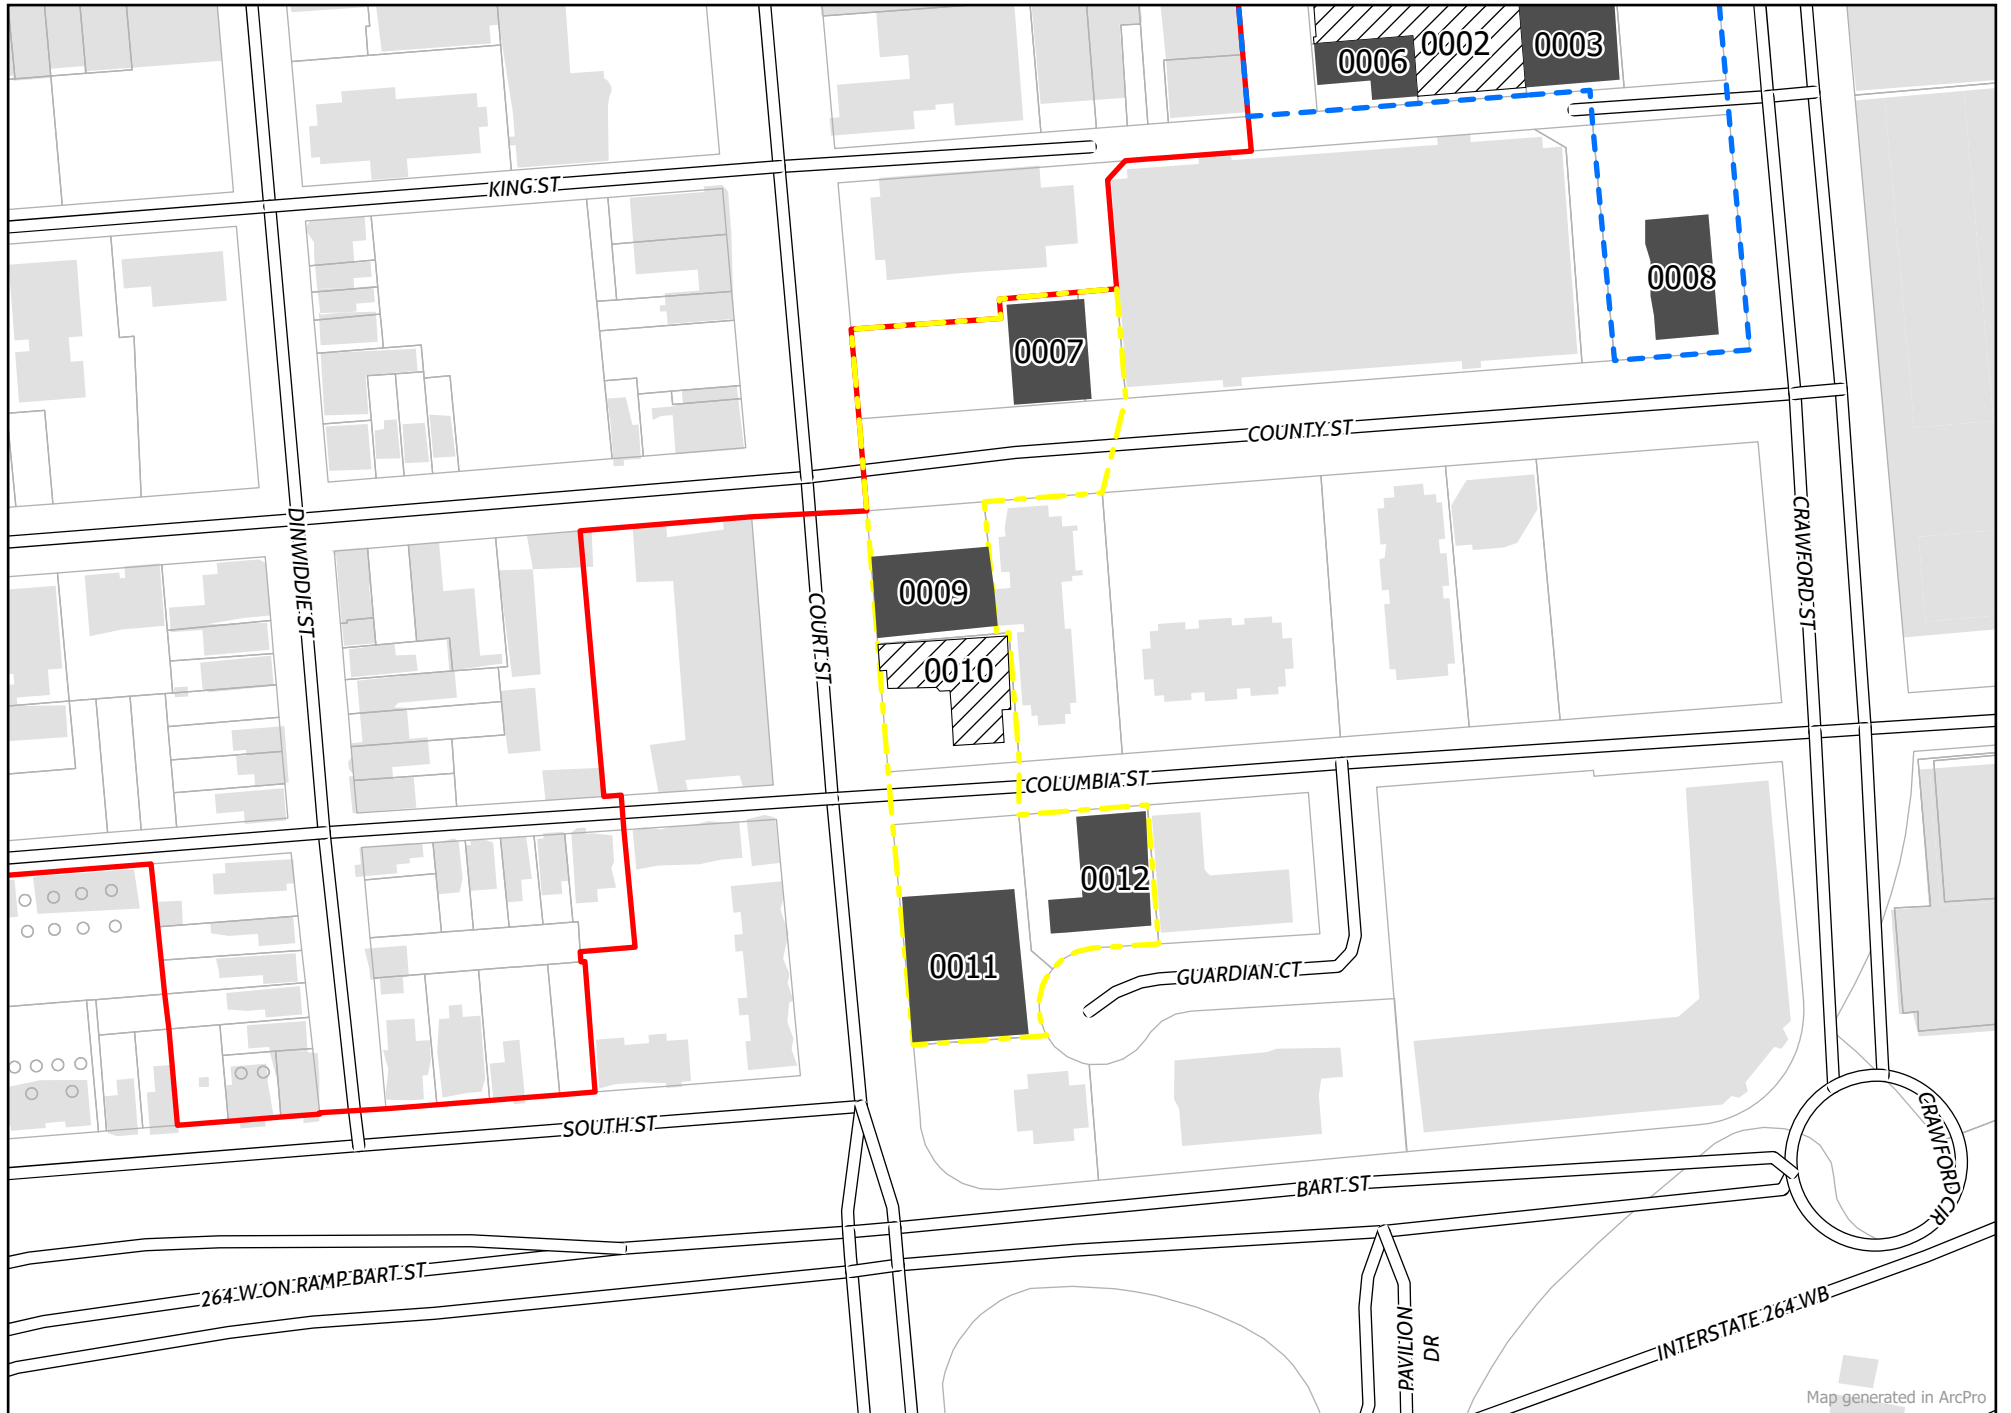 0006
0002
0003
KING ST
0008
0007
COUNTY ST
DINWIDDIE ST
CRAWFORD ST
COURT ST
0009
0010
COLUMBIA ST
0012
0011
GUARDIAN CT
SOUTH ST
CRAWFORD CIR
BART ST
264 W ON RAMP BART ST
PAVILION
DR
INTERSTATE 264 WB
Map generated in ArcPro